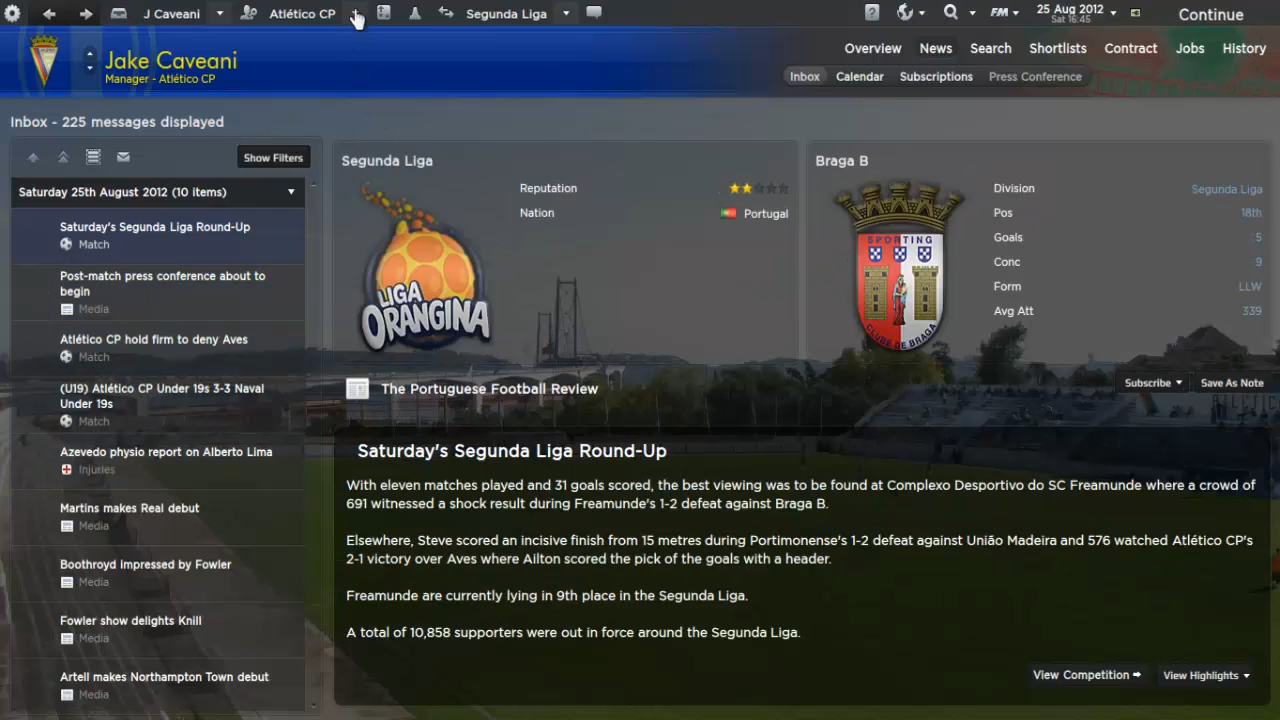 J Caveani
Atlético CP
Segunda Liga
FM
25 Aug 2012
Sat 16:45
Continue
Jake Caveani
Manager - Atlético CP
Overview News Search Shortlists Contract Jobs History
Inbox Calendar Subscriptions Press Conference
Inbox - 225 messages displayed
Show Filters
Saturday 25th August 2012 (10 items)
Saturday's Segunda Liga Round-Up
Match
Post-match press conference about to
begin
Media
Atlético CP hold firm to deny Aves
Match
(U19) Atlético CP Under 19s 3-3 Naval
Under 19s
Match
Azevedo physio report on Alberto Lima
Injuries
Martins makes Real debut
Media
Boothroyd impressed by Fowler
Media
Fowler show delights Knill
Media
Artell makes Northampton Town debut
Media
Segunda Liga
Reputation
Nation Portugal
LIGA
ORANGINA
Braga B
SPORTING
CLUBE DE BRAGA
Division Segunda Liga
Pos 18th
Goals 5
Conc 9
Form LLW
Avg Att 339
The Portuguese Football Review
Subscribe
Save As Note
Saturday's Segunda Liga Round-Up
With eleven matches played and 31 goals scored, the best viewing was to be found at Complexo Desportivo do SC Freamunde where a crowd of
691 witnessed a shock result during Freamunde's 1-2 defeat against Braga B.
Elsewhere, Steve scored an incisive finish from 15 metres during Portimonense's 1-2 defeat against União Madeira and 576 watched Atlético CP's
2-1 victory over Aves where Ailton scored the pick of the goals with a header.
Freamunde are currently lying in 9th place in the Segunda Liga.
A total of 10,858 supporters were out in force around the Segunda Liga.
View Competition
View Highlights